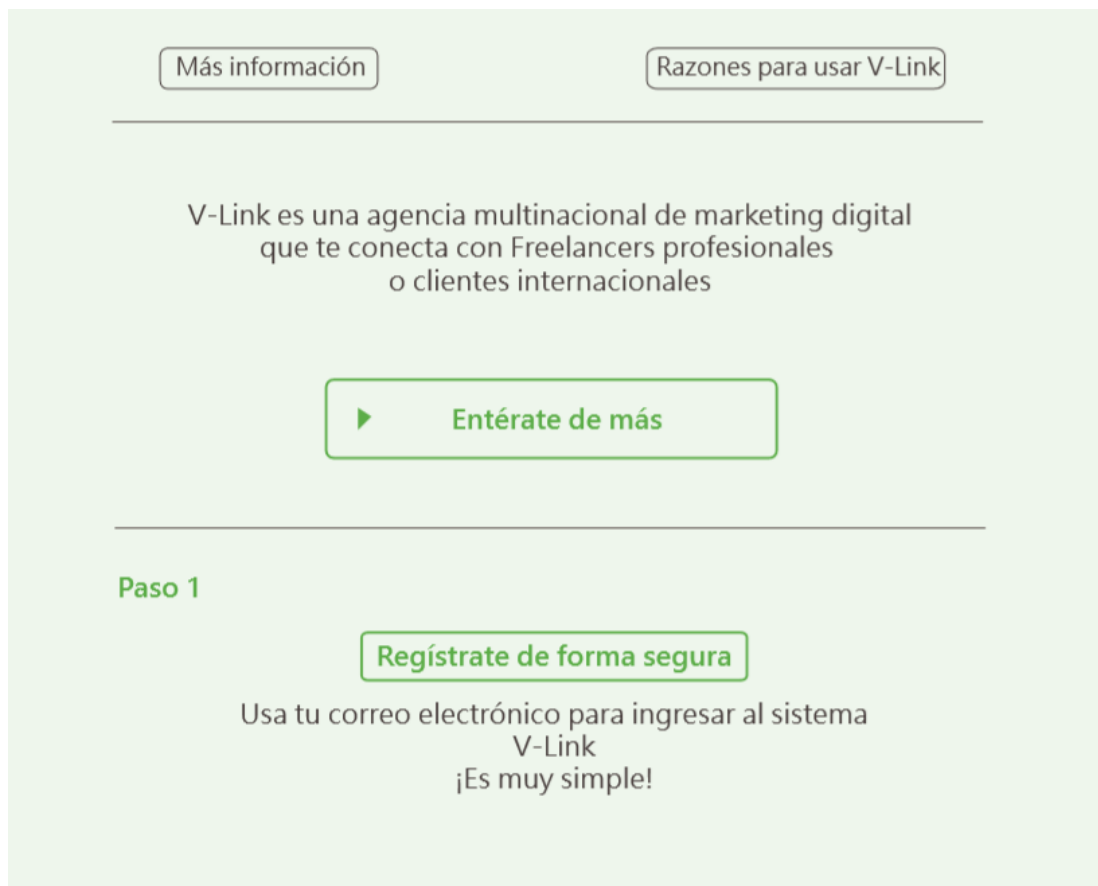 Más información
Razones para usar V-Link
V-Link es una agencia multinacional de marketing digital
que te conecta con Freelancers profesionales
o clientes internacionales
Entérate de más
Paso 1
Regístrate de forma segura
Usa tu correo electrónico para ingresar al sistema
V-Link
¡Es muy simple!